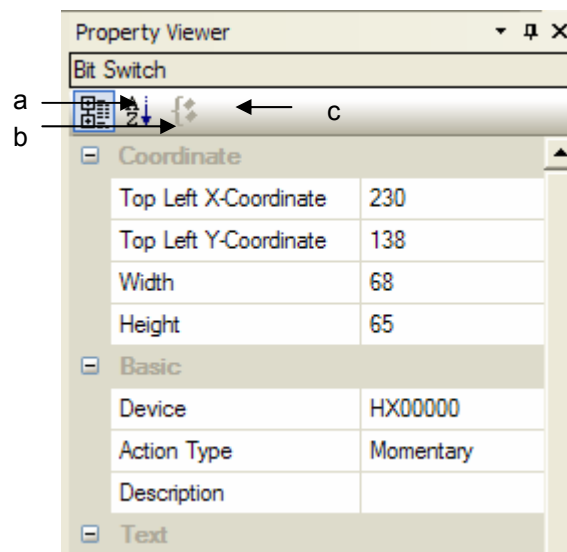 Property Viewer
Bit Switch
a
A
Z
c
b
Coordinate
Top Left X-Coordinate 230
Top Left Y-Coordinate 138
Width 68
Height 65
Basic
Device HX00000
Action Type Momentary
Description
Text